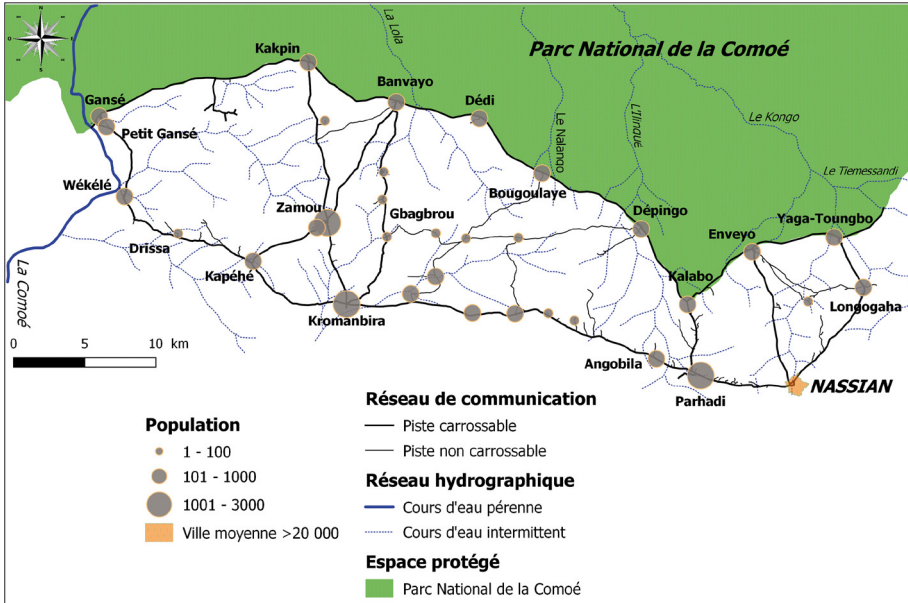 N
O
E
S
La Lola
Parc National de la Comoé
Kakpin
Banvayo
Dédi
Gansé
Petit Gansé
Le Nalango
L'Ilinque
Le Kongo
Le Tiemessandi
Wékélé
Bougoulaye
Zamou
Gbagbrou
Dépingo
Enveyo
Yaga-Toungbo
Drissa
Kapéhé
Kalabo
Longogaha
La Comoé
Kromanbira
0 5 10 km
Angobila
Parhadi
NASSIAN
Population
1 - 100
101 - 1000
1001 - 3000
Ville moyenne >20 000
Réseau de communication
Piste carrossable
Piste non carrossable
Réseau hydrographique
Cours d'eau pérenne
Cours d'eau intermittent
Espace protégé
Parc National de la Comoé